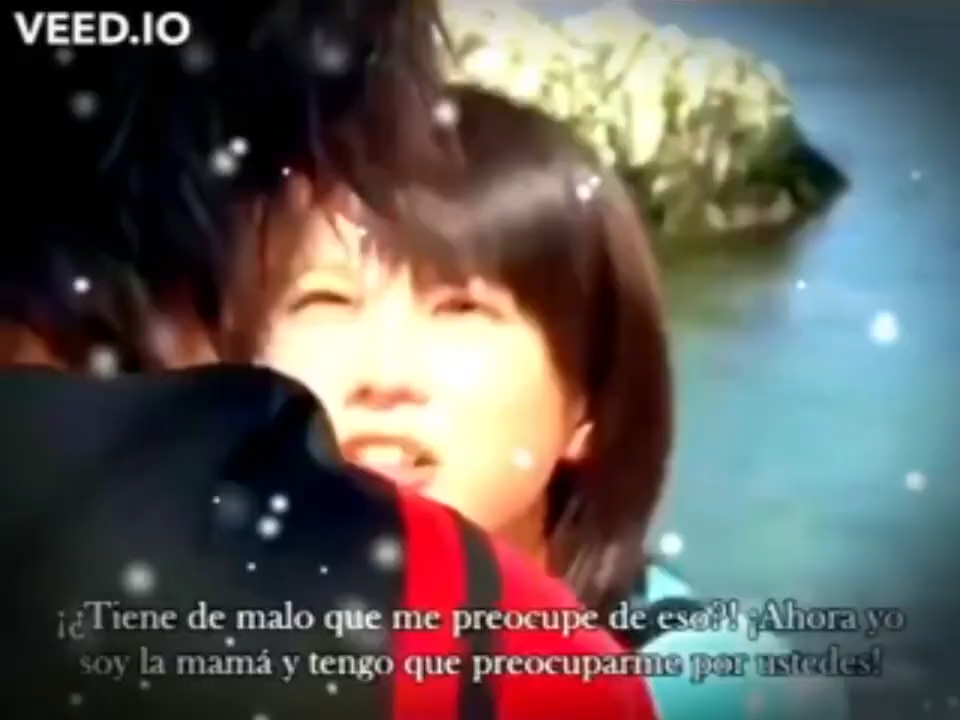 VEED.IO
¡¿Tiene de malo que me preocupe de eso?! ¡Ahora yo
soy la mamá y tengo que preocuparme por ustedes!